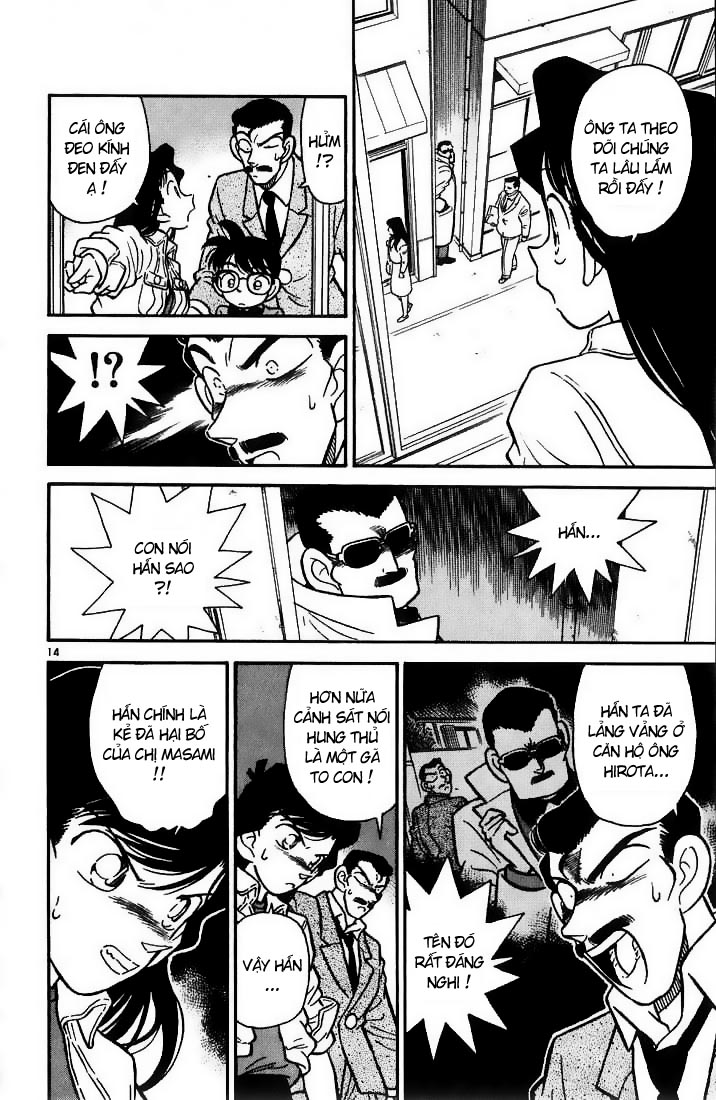 ÔNG TA THEO
DÕI CHÚNG
TA LÂU LẮM
RỒI ĐẤY !
HỬM
!?
CÁI ÔNG
ĐEO KÍNH
ĐEN ĐẤY
Ạ !
!?
HẮN...
CON NÓI
HẮN SAO
?!
14
HẮN TA ĐÃ
LẢNG VẢNG Ở
CĂN HỘ ÔNG
HIROTA...
TÊN ĐÓ
RẤT ĐÁNG
NGHI !
HƠN NỮA
CẢNH SÁT NÓI
HUNG THỦ
LÀ MỘT GÃ
TO CON !
VẬY HẮN
...
HẮN CHÍNH LÀ
KẺ ĐÃ HẠI BỐ
CỦA CHỊ MASAMI
!!